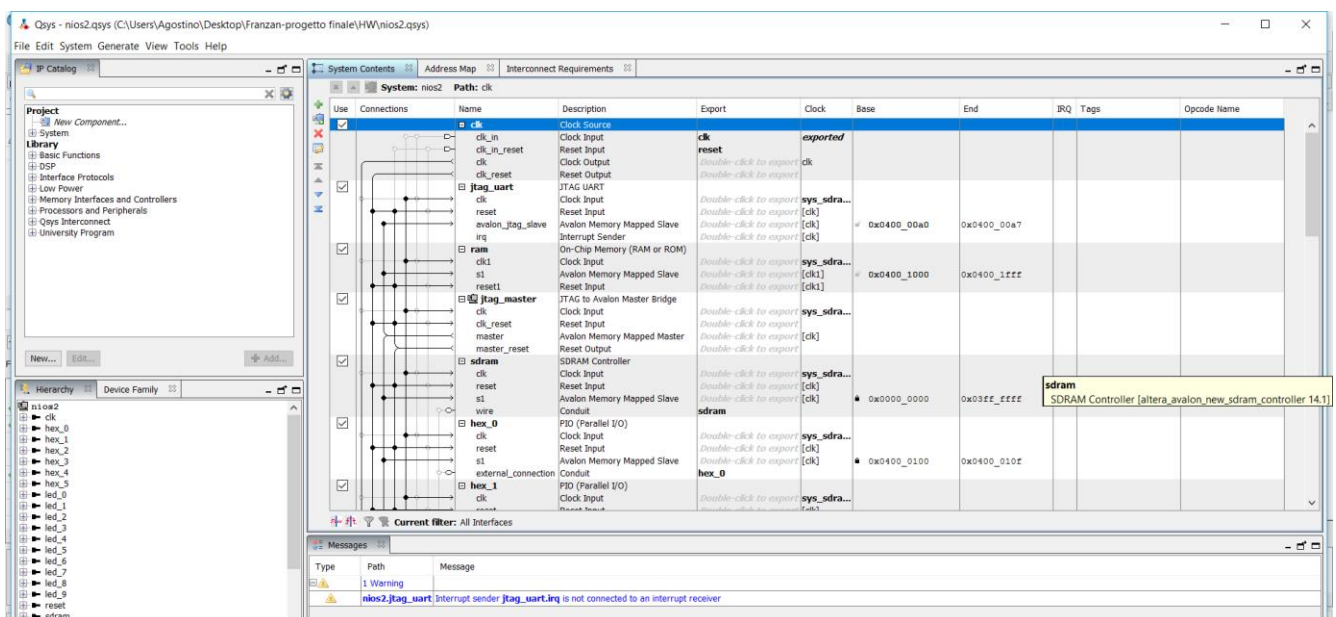 Qsys - nios2.qsys (C:\Users\Agostino\Desktop\Franzan-progetto finale\HW\nios2.qsys)
File Edit System Generate View Tools Help
IP Catalog
Project
New Component...
System
Library
Basic Functions
DSP
Interface Protocols
Low Power
Memory Interfaces and Controllers
Processors and Peripherals
Qsys Interconnect
University Program
New... Edit... Add...
Hierarchy Device Family
nios2
clk
hex_0
hex_1
hex_2
hex_3
hex_4
hex_5
led_0
led_1
led_2
led_3
led_4
led_5
led_6
led_7
led_8
led_9
reset
sdram
System Contents Address Map Interconnect Requirements
System: nios2 Path: clk
Use Connections Name Description Export Clock Base End IRQ Tags Opcode Name
clk Clock Source
clk_in Clock Input clk exported
clk_in_reset Reset Input reset
clk Clock Output Double-click to export clk
clk_reset Reset Output Double-click to export
jtag_uart JTAG UART
clk Clock Input Double-click to export sys_sdra...
reset Reset Input Double-click to export [clk]
avalon_jtag_slave Avalon Memory Mapped Slave Double-click to export [clk] 0x0400_00a0 0x0400_00a7
irq Interrupt Sender Double-click to export [clk]
ram On-Chip Memory (RAM or ROM)
clk1 Clock Input Double-click to export sys_sdra...
s1 Avalon Memory Mapped Slave Double-click to export [clk1] 0x0400_1000 0x0400_1fff
reset1 Reset Input Double-click to export [clk1]
jtag_master JTAG to Avalon Master Bridge
clk Clock Input Double-click to export sys_sdra...
clk_reset Reset Input Double-click to export
master Avalon Memory Mapped Master Double-click to export [clk]
master_reset Reset Output Double-click to export
sdram SDRAM Controller
clk Clock Input Double-click to export sys_sdra...
reset Reset Input Double-click to export [clk]
s1 Avalon Memory Mapped Slave Double-click to export [clk] 0x0000_0000 0x03ff_ffff
wire Conduit sdram
hex_0 PIO (Parallel I/O)
clk Clock Input Double-click to export sys_sdra...
reset Reset Input Double-click to export [clk]
s1 Avalon Memory Mapped Slave Double-click to export [clk] 0x0400_0100 0x0400_010f
external_connection Conduit hex_0
hex_1 PIO (Parallel I/O)
clk Clock Input Double-click to export sys_sdra...
sdram
SDRAM Controller [altera_avalon_new_sdram_controller 14.1]
Current filter: All Interfaces
Messages
Type Path Message
1 Warning
nios2.jtag_uart Interrupt sender jtag_uart.irq is not connected to an interrupt receiver